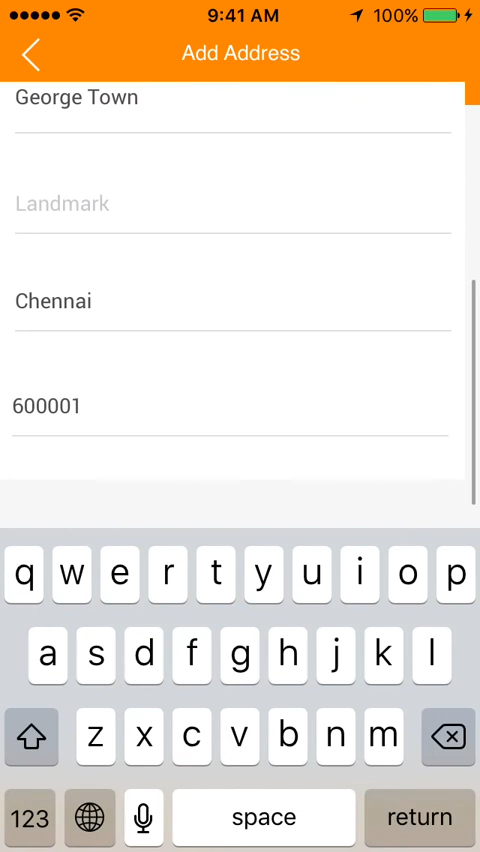 9:41 AM 100%
Add Address
George Town
Landmark
Chennai
600001
q w e r t y u i o p
a s d f g h j k l
z x c v b n m
123 space return